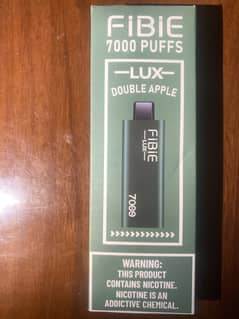 FiBiE
7000 PUFFS
LUX
DOUBLE APPLE
FiBiE
LUX
7000
WARNING:
THIS PRODUCT
CONTAINS NICOTINE.
NICOTINE IS AN
ADDICTIVE CHEMICAL.